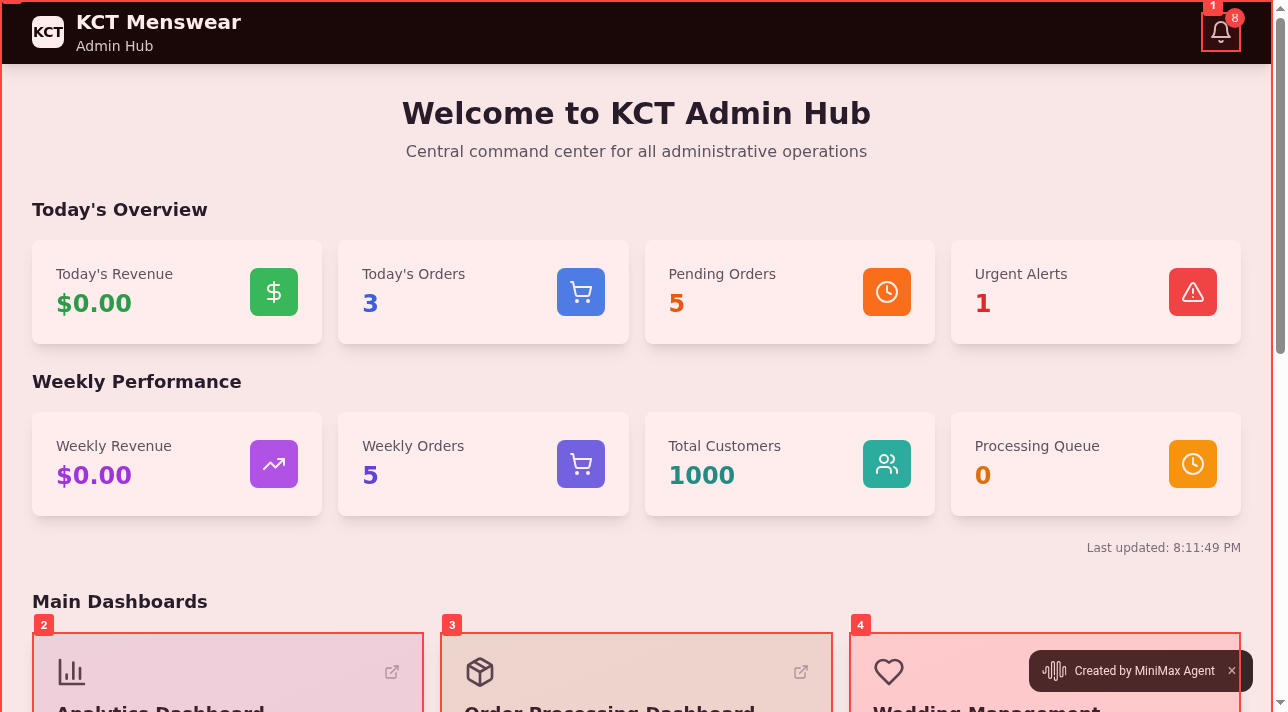 KCT
KCT Menswear
Admin Hub
1
8
Welcome to KCT Admin Hub
Central command center for all administrative operations
Today's Overview
Today's Revenue
$0.00
Today's Orders
3
Pending Orders
5
Urgent Alerts
1
Weekly Performance
Weekly Revenue
$0.00
Weekly Orders
5
Total Customers
1000
Processing Queue
0
Last updated: 8:11:49 PM
Main Dashboards
2
3
4
Created by MiniMax Agent ×
Analytics Dashboard
Order Processing Dashboard
Wedding Management